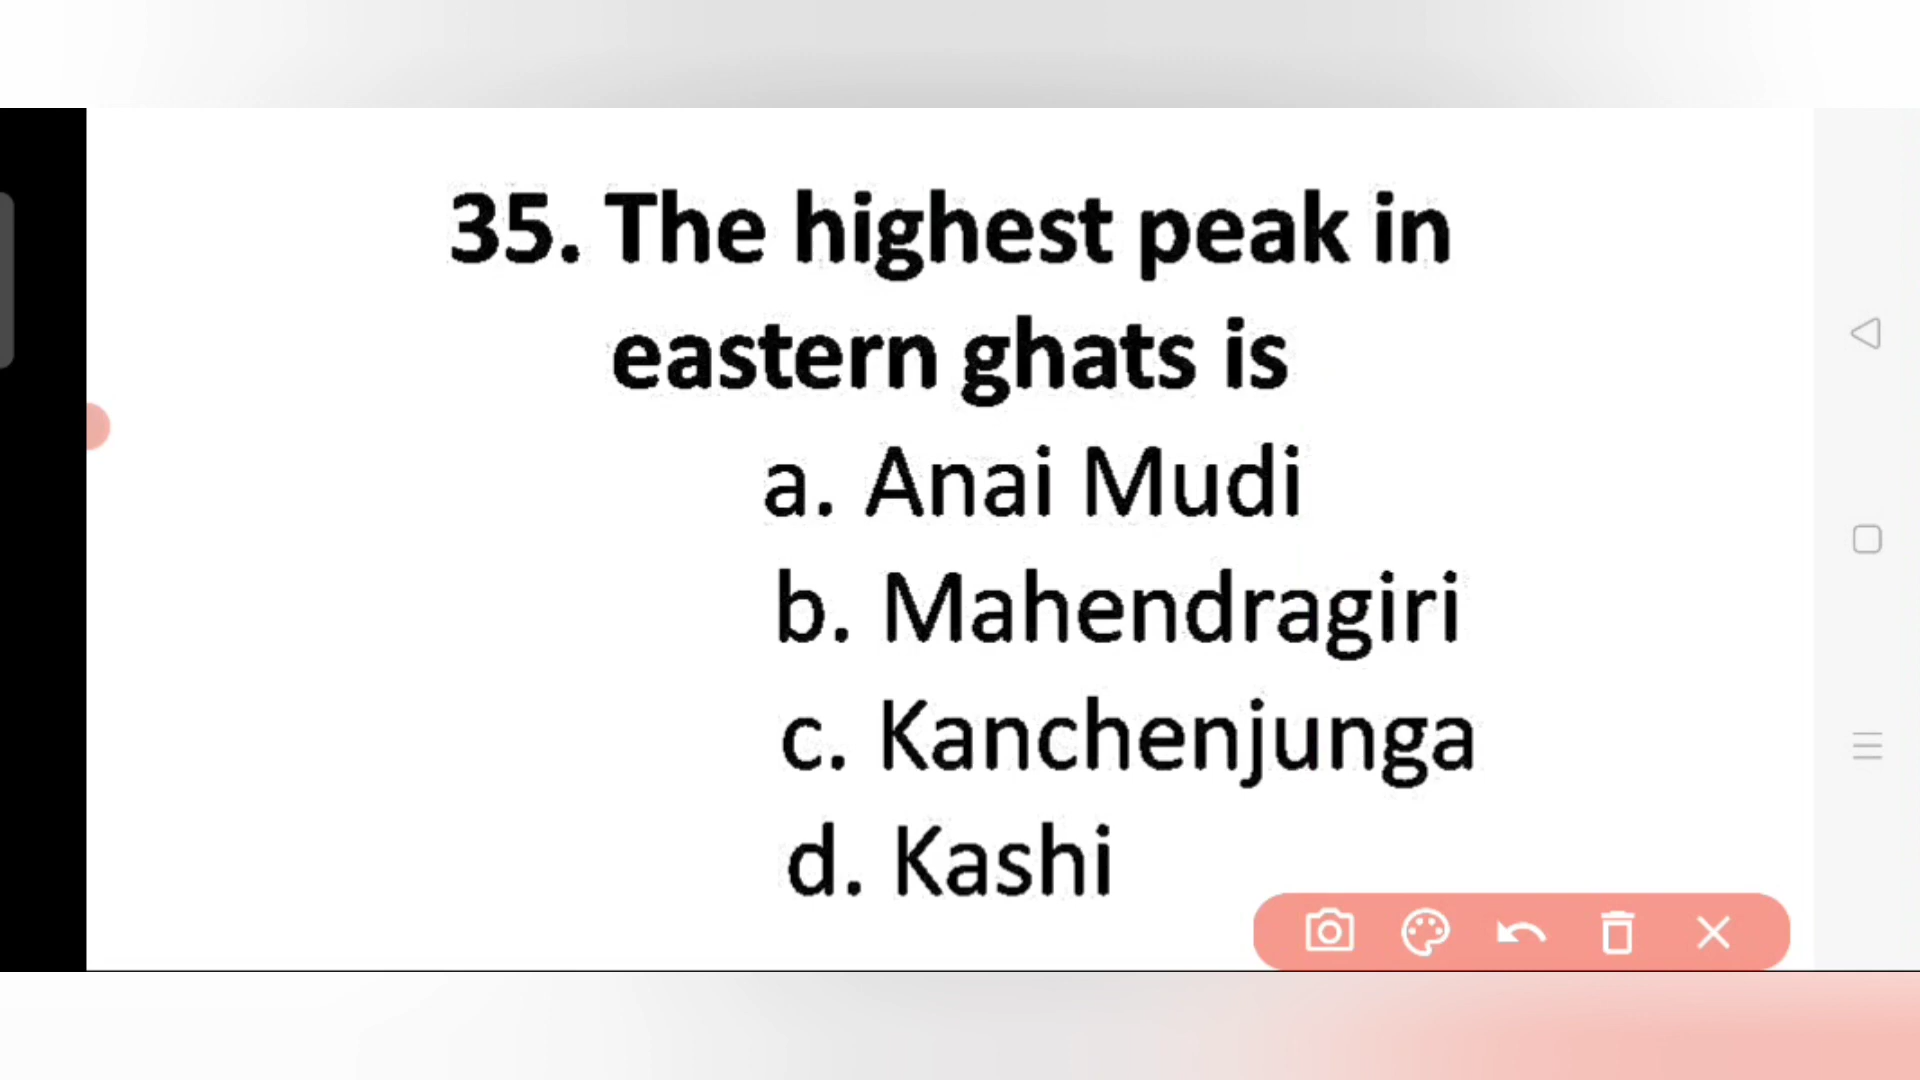 35. The highest peak in
eastern ghats is
a. Anai Mudi
b. Mahendragiri
c. Kanchenjunga
d. Kashi